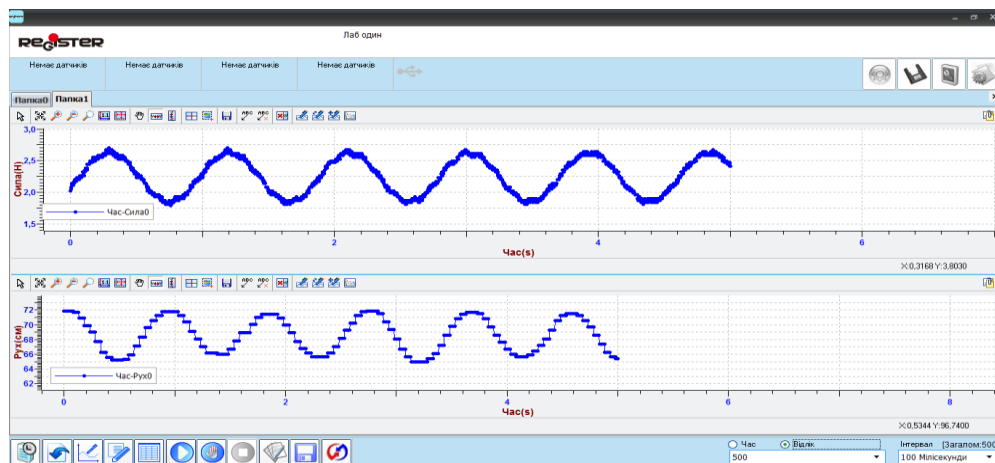 ReGISTER
Лаб один
Немає датчиків
Немає датчиків
Немає датчиків
Немає датчиків
Папка0
Папка1
3,0
2,5
2,0
1,5
Сила(Н)
Час-Сила0
0
2
4
6
Час(s)
X:0,3168 Y:3,8030
72
70
68
66
64
62
Рух(см)
Час-Рух0
0
2
4
6
8
Час(s)
X:0,5344 Y:96,7400
Час
Відлік
Інтервал
[Загалом:500
500
100 Мілісекунди